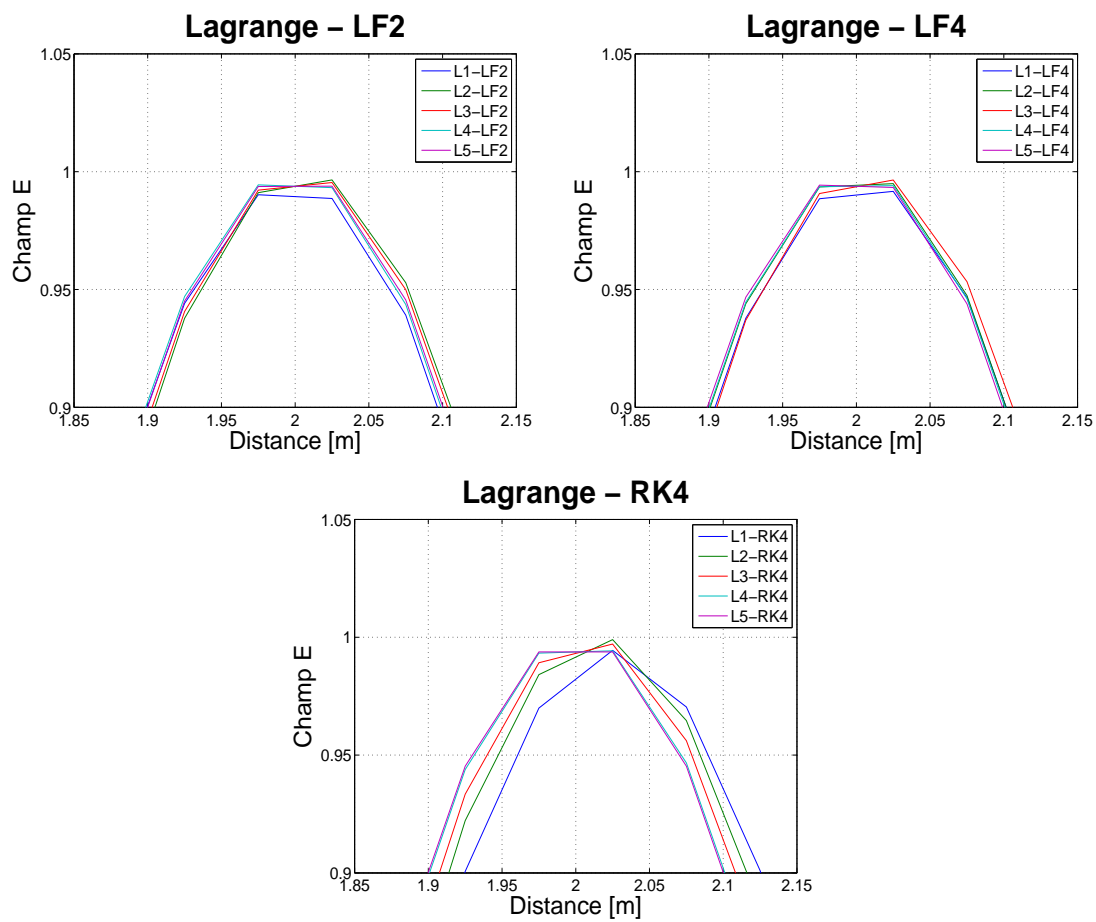 Lagrange – LF2
1.05
1
0.95
0.9
Champ E
L1–LF2
L2–LF2
L3–LF2
L4–LF2
L5–LF2
1.85
1.9
1.95
2
2.05
2.1
2.15
Distance [m]
Lagrange – LF4
1.05
1
0.95
0.9
Champ E
L1–LF4
L2–LF4
L3–LF4
L4–LF4
L5–LF4
1.85
1.9
1.95
2
2.05
2.1
2.15
Distance [m]
Lagrange – RK4
1.05
1
0.95
0.9
Champ E
L1–RK4
L2–RK4
L3–RK4
L4–RK4
L5–RK4
1.85
1.9
1.95
2
2.05
2.1
2.15
Distance [m]